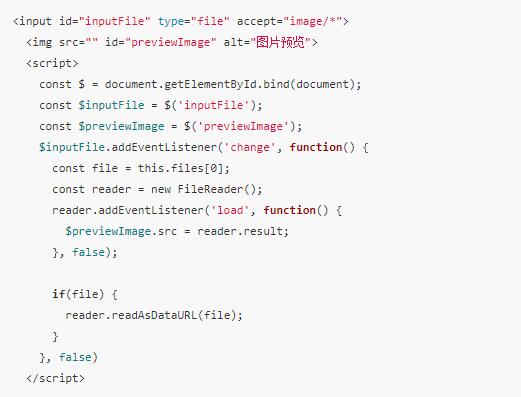 <input id="inputFile" type="file" accept="image/*">
<img src="" id="previewImage" alt="图片预览">
<script>
const $ = document.getElementById.bind(document);
const $inputFile = $('inputFile');
const $previewImage = $('previewImage');
$inputFile.addEventListener('change', function() {
const file = this.files[0];
const reader = new FileReader();
reader.addEventListener('load', function() {
$previewImage.src = reader.result;
}, false);
if(file) {
reader.readAsDataURL(file);
}
}, false)
</script>